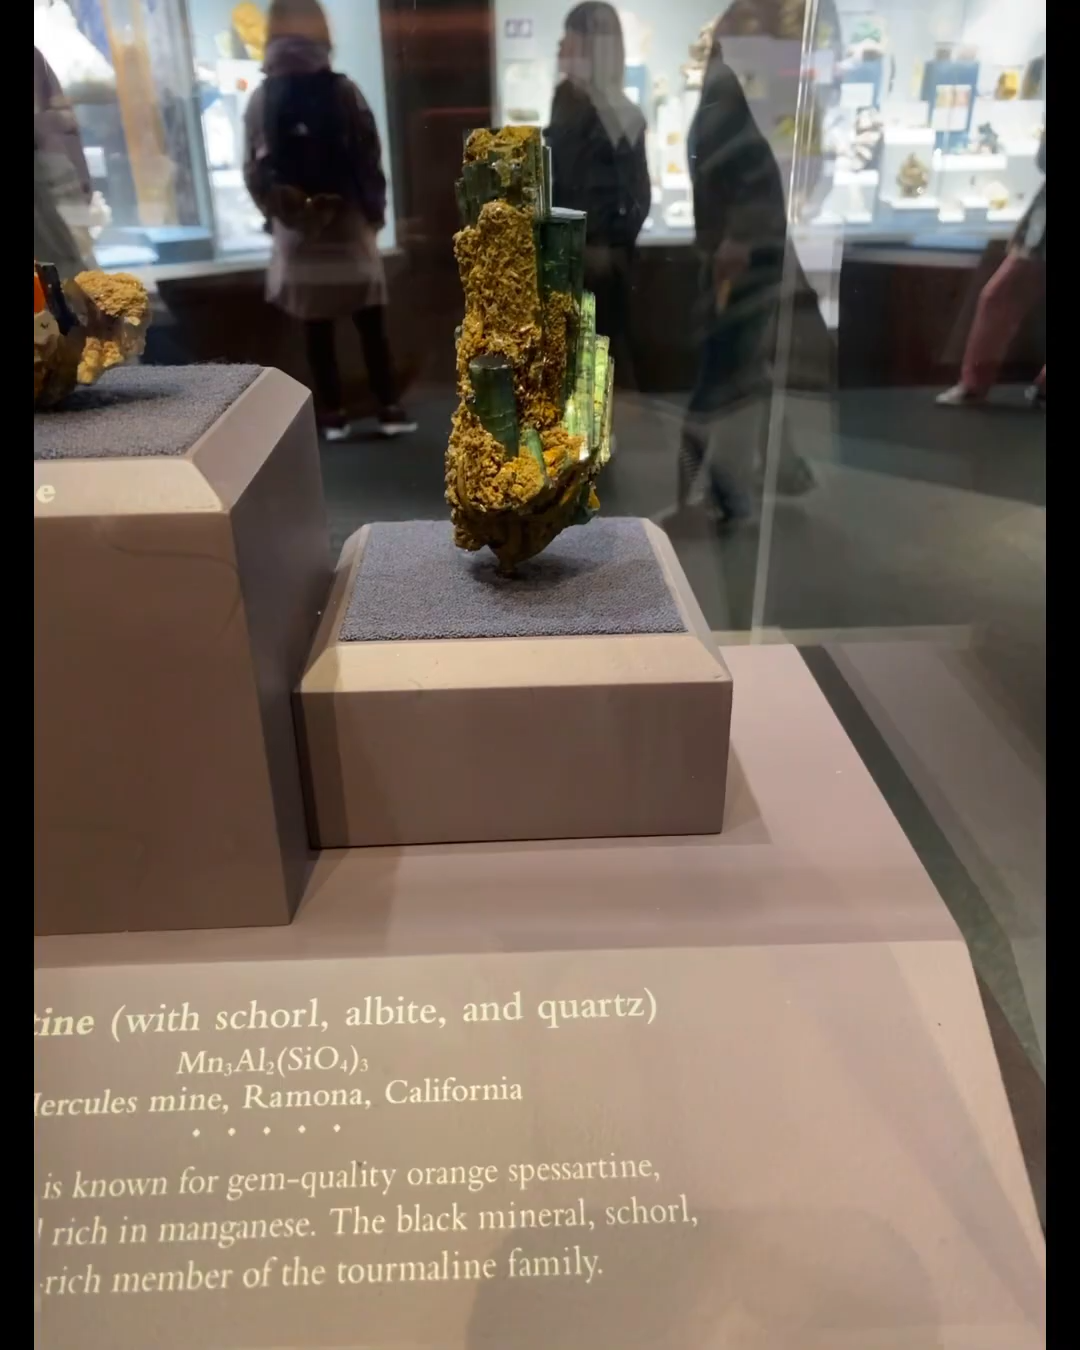 e
tine (with schorl, albite, and quartz)
Mn₃Al₂(SiO₄)₃
Hercules mine, Ramona, California
is known for gem-quality orange spessartine,
rich in manganese. The black mineral, schorl,
-rich member of the tourmaline family.